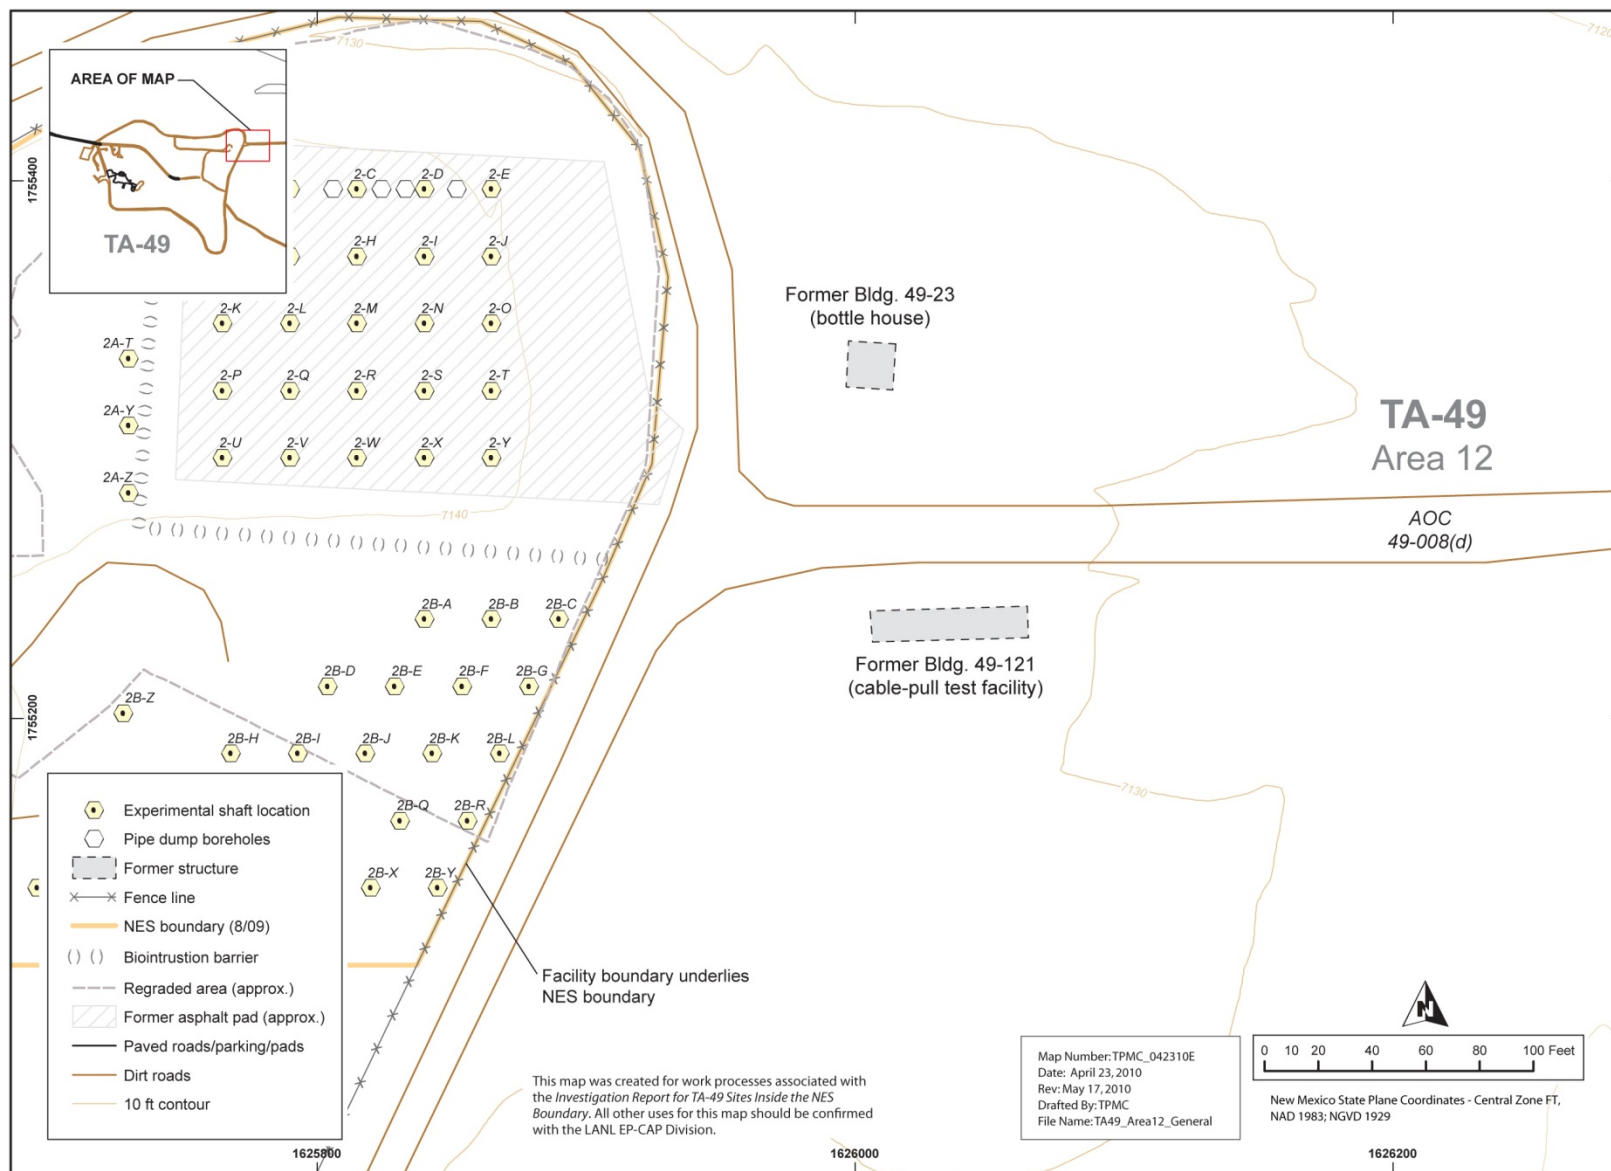 7130
7120
AREA OF MAP
TA-49
1755400
2-C
2-D
2-E
2-H
2-I
2-J
Former Bldg. 49-23
(bottle house)
2-K
2-L
2-M
2-N
2-O
2A-T
2-P
2-Q
2-R
2-S
2-T
2A-Y
TA-49
Area 12
2-U
2-V
2-W
2-X
2-Y
2A-Z
7140
AOC
49-008(d)
2B-A
2B-B
2B-C
Former Bldg. 49-121
(cable-pull test facility)
2B-D
2B-E
2B-F
2B-G
2B-Z
1755200
2B-H
2B-I
2B-J
2B-K
2B-L
7130
2B-Q
2B-R
2B-X
2B-Y
Experimental shaft location
Pipe dump boreholes
Former structure
Fence line
NES boundary (8/09)
Biointrusion barrier
Regraded area (approx.)
Former asphalt pad (approx.)
Paved roads/parking/pads
Dirt roads
10 ft contour
Facility boundary underlies
NES boundary
This map was created for work processes associated with
the Investigation Report for TA-49 Sites Inside the NES
Boundary. All other uses for this map should be confirmed
with the LANL EP-CAP Division.
Map Number: TPMC_042310E
Date: April 23, 2010
Rev: May 17, 2010
Drafted By: TPMC
File Name: TA49_Area12_General
N
0 10 20 40 60 80 100 Feet
New Mexico State Plane Coordinates - Central Zone FT,
NAD 1983; NGVD 1929
1625800
1626000
1626200